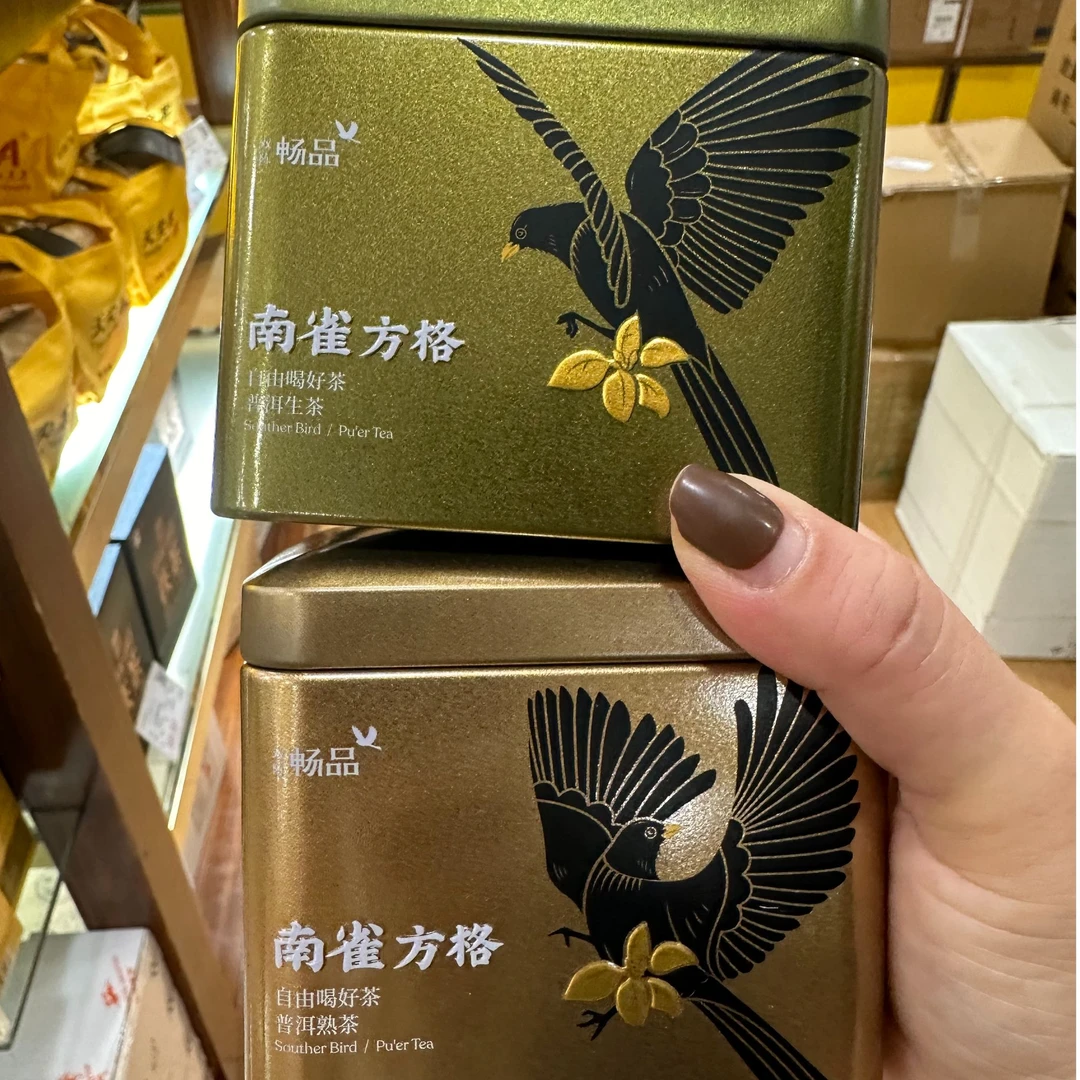 畅品
南雀方格
自由喝好茶
普洱生茶
Souther Bird / Pu'er Tea
畅品
南雀方格
自由喝好茶
普洱熟茶
Souther Bird / Pu'er Tea